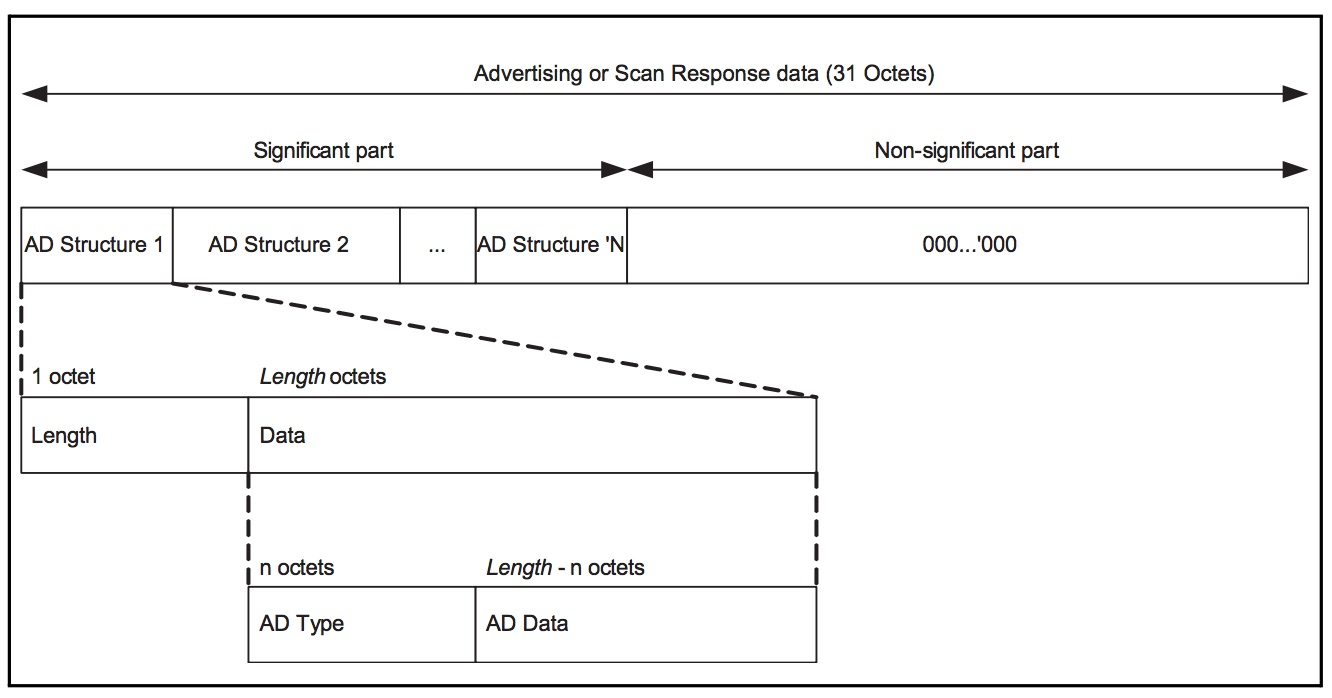 Advertising or Scan Response data (31 Octets)
Significant part
Non-significant part
AD Structure 1
AD Structure 2
...
AD Structure 'N
000...'000
1 octet
Length octets
Length
Data
n octets
Length - n octets
AD Type
AD Data